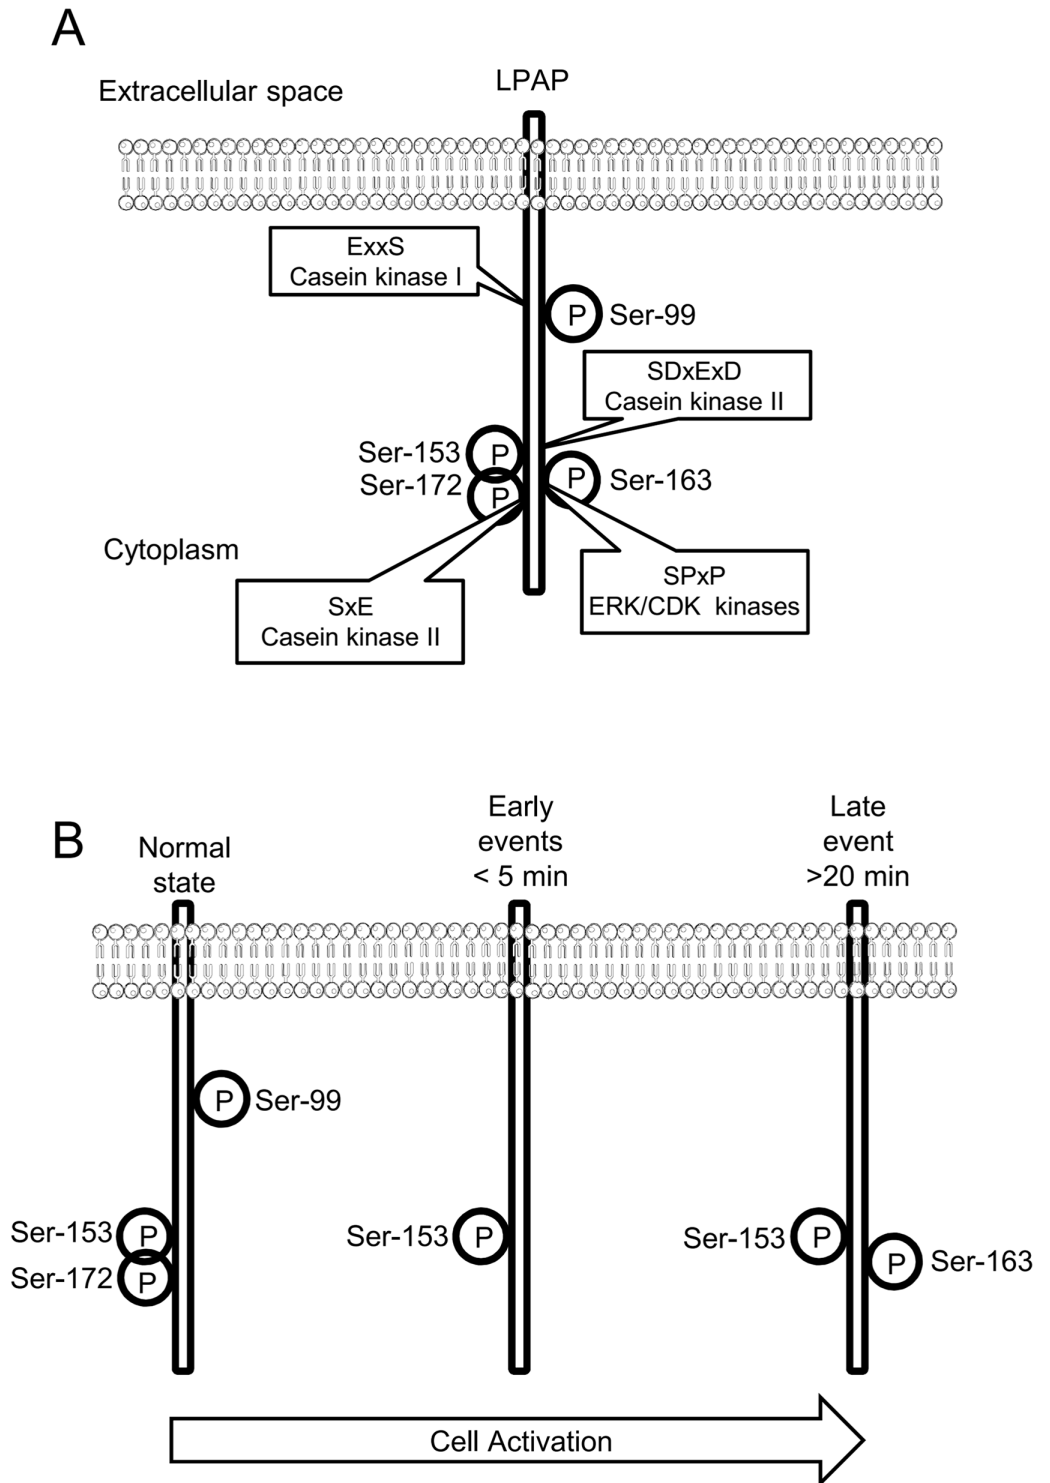 A
LPAP
Extracellular space
ExxS
Casein kinase I
P
Ser-99
SDxExD
Casein kinase II
Ser-153
P
Ser-172
P
P
Ser-163
Cytoplasm
SPxP
ERK/CDK kinases
SxE
Casein kinase II
B
Normal
state
Early
events
< 5 min
Late
event
>20 min
P
Ser-99
Ser-153
P
Ser-172
P
Ser-153
P
Ser-153
P
P
Ser-163
Cell Activation